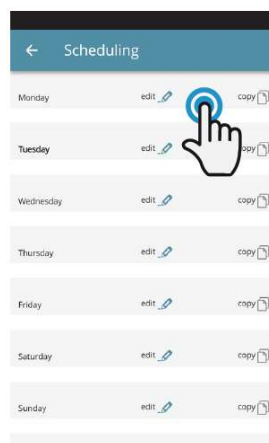 Scheduling
Monday edit copy
Tuesday edit copy
Wednesday edit copy
Thursday edit copy
Friday edit copy
Saturday edit copy
Sunday edit copy